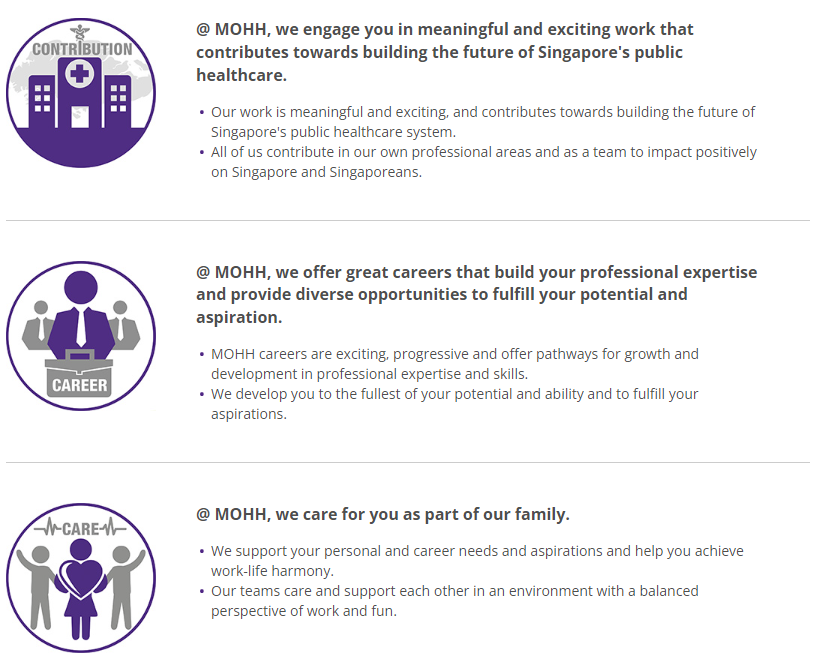 CONTRIBUTION
@ MOHH, we engage you in meaningful and exciting work that
contributes towards building the future of Singapore's public
healthcare.
• Our work is meaningful and exciting, and contributes towards building the future of
Singapore's public healthcare system.
• All of us contribute in our own professional areas and as a team to impact positively
on Singapore and Singaporeans.
CAREER
@ MOHH, we offer great careers that build your professional expertise
and provide diverse opportunities to fulfill your potential and
aspiration.
• MOHH careers are exciting, progressive and offer pathways for growth and
development in professional expertise and skills.
• We develop you to the fullest of your potential and ability and to fulfill your
aspirations.
CARE
@ MOHH, we care for you as part of our family.
• We support your personal and career needs and aspirations and help you achieve
work-life harmony.
• Our teams care and support each other in an environment with a balanced
perspective of work and fun.